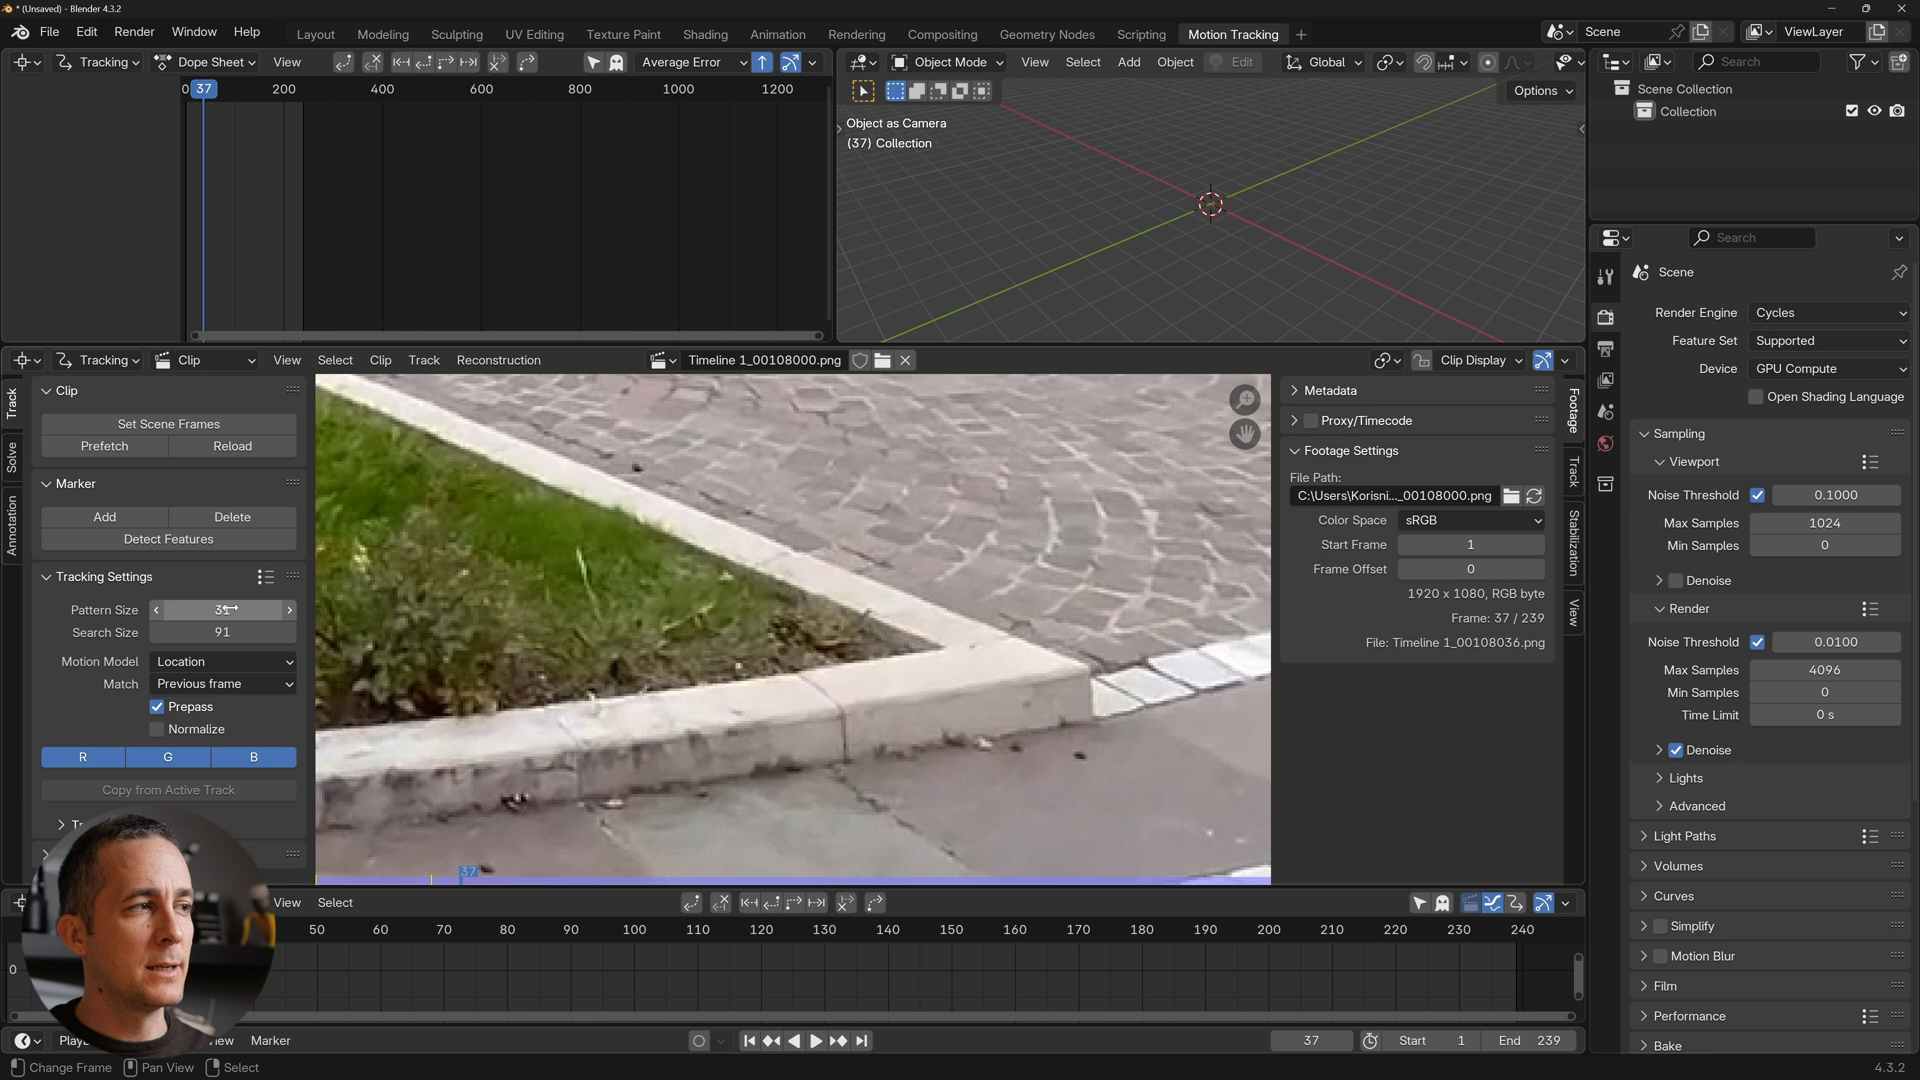 * (Unsaved) - Blender 4.3.2
File Edit Render Window Help
Layout Modeling Sculpting UV Editing Texture Paint Shading Animation Rendering Compositing Geometry Nodes Scripting Motion Tracking +
Scene
ViewLayer
Tracking Dope Sheet View Average Error
Object Mode View Select Add Object Edit Global
Search
0 37 200 400 600 800 1000 1200
Options
Scene Collection
Collection
Object as Camera
(37) Collection
Search
Scene
Render Engine Cycles
Feature Set Supported
Device GPU Compute
Open Shading Language
Sampling
Viewport
Noise Threshold 0.1000
Max Samples 1024
Min Samples 0
Denoise
Render
Noise Threshold 0.0100
Max Samples 4096
Min Samples 0
Time Limit 0 s
Denoise
Lights
Advanced
Light Paths
Volumes
Curves
Simplify
Motion Blur
Film
Performance
Bake
Tracking Clip View Select Clip Track Reconstruction Timeline 1_00108000.png Clip Display
Track
Solve
Annotation
Clip
Set Scene Frames
Prefetch Reload
Marker
Add Delete
Detect Features
Tracking Settings
Pattern Size
Search Size 91
Motion Model Location
Match Previous frame
Prepass
Normalize
R G B
Copy from Active Track
37
Metadata
Proxy/Timecode
Footage Settings
File Path:
C:\Users\Korisni..._00108000.png
Color Space sRGB
Start Frame 1
Frame Offset 0
1920 x 1080, RGB byte
Frame: 37 / 239
File: Timeline 1_00108036.png
Footage
Track
Stabilization
View
View Select
50 60 70 80 90 100 110 120 130 140 150 160 170 180 190 200 210 220 230 240
0
Marker
37 Start 1 End 239
Change Frame Pan View Select
4.3.2